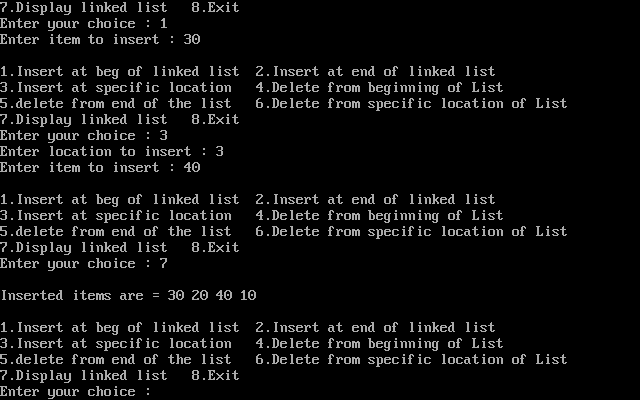 7.Display linked list   8.Exit
Enter your choice : 1
Enter item to insert : 30
1.Insert at beg of linked list  2.Insert at end of linked list
3.Insert at specific location   4.Delete from beginning of List
5.delete from end of the list   6.Delete from specific location of List
7.Display linked list   8.Exit
Enter your choice : 3
Enter location to insert : 3
Enter item to insert : 40
1.Insert at beg of linked list  2.Insert at end of linked list
3.Insert at specific location   4.Delete from beginning of List
5.delete from end of the list   6.Delete from specific location of List
7.Display linked list   8.Exit
Enter your choice : 7
Inserted items are = 30 20 40 10
1.Insert at beg of linked list  2.Insert at end of linked list
3.Insert at specific location   4.Delete from beginning of List
5.delete from end of the list   6.Delete from specific location of List
7.Display linked list   8.Exit
Enter your choice :